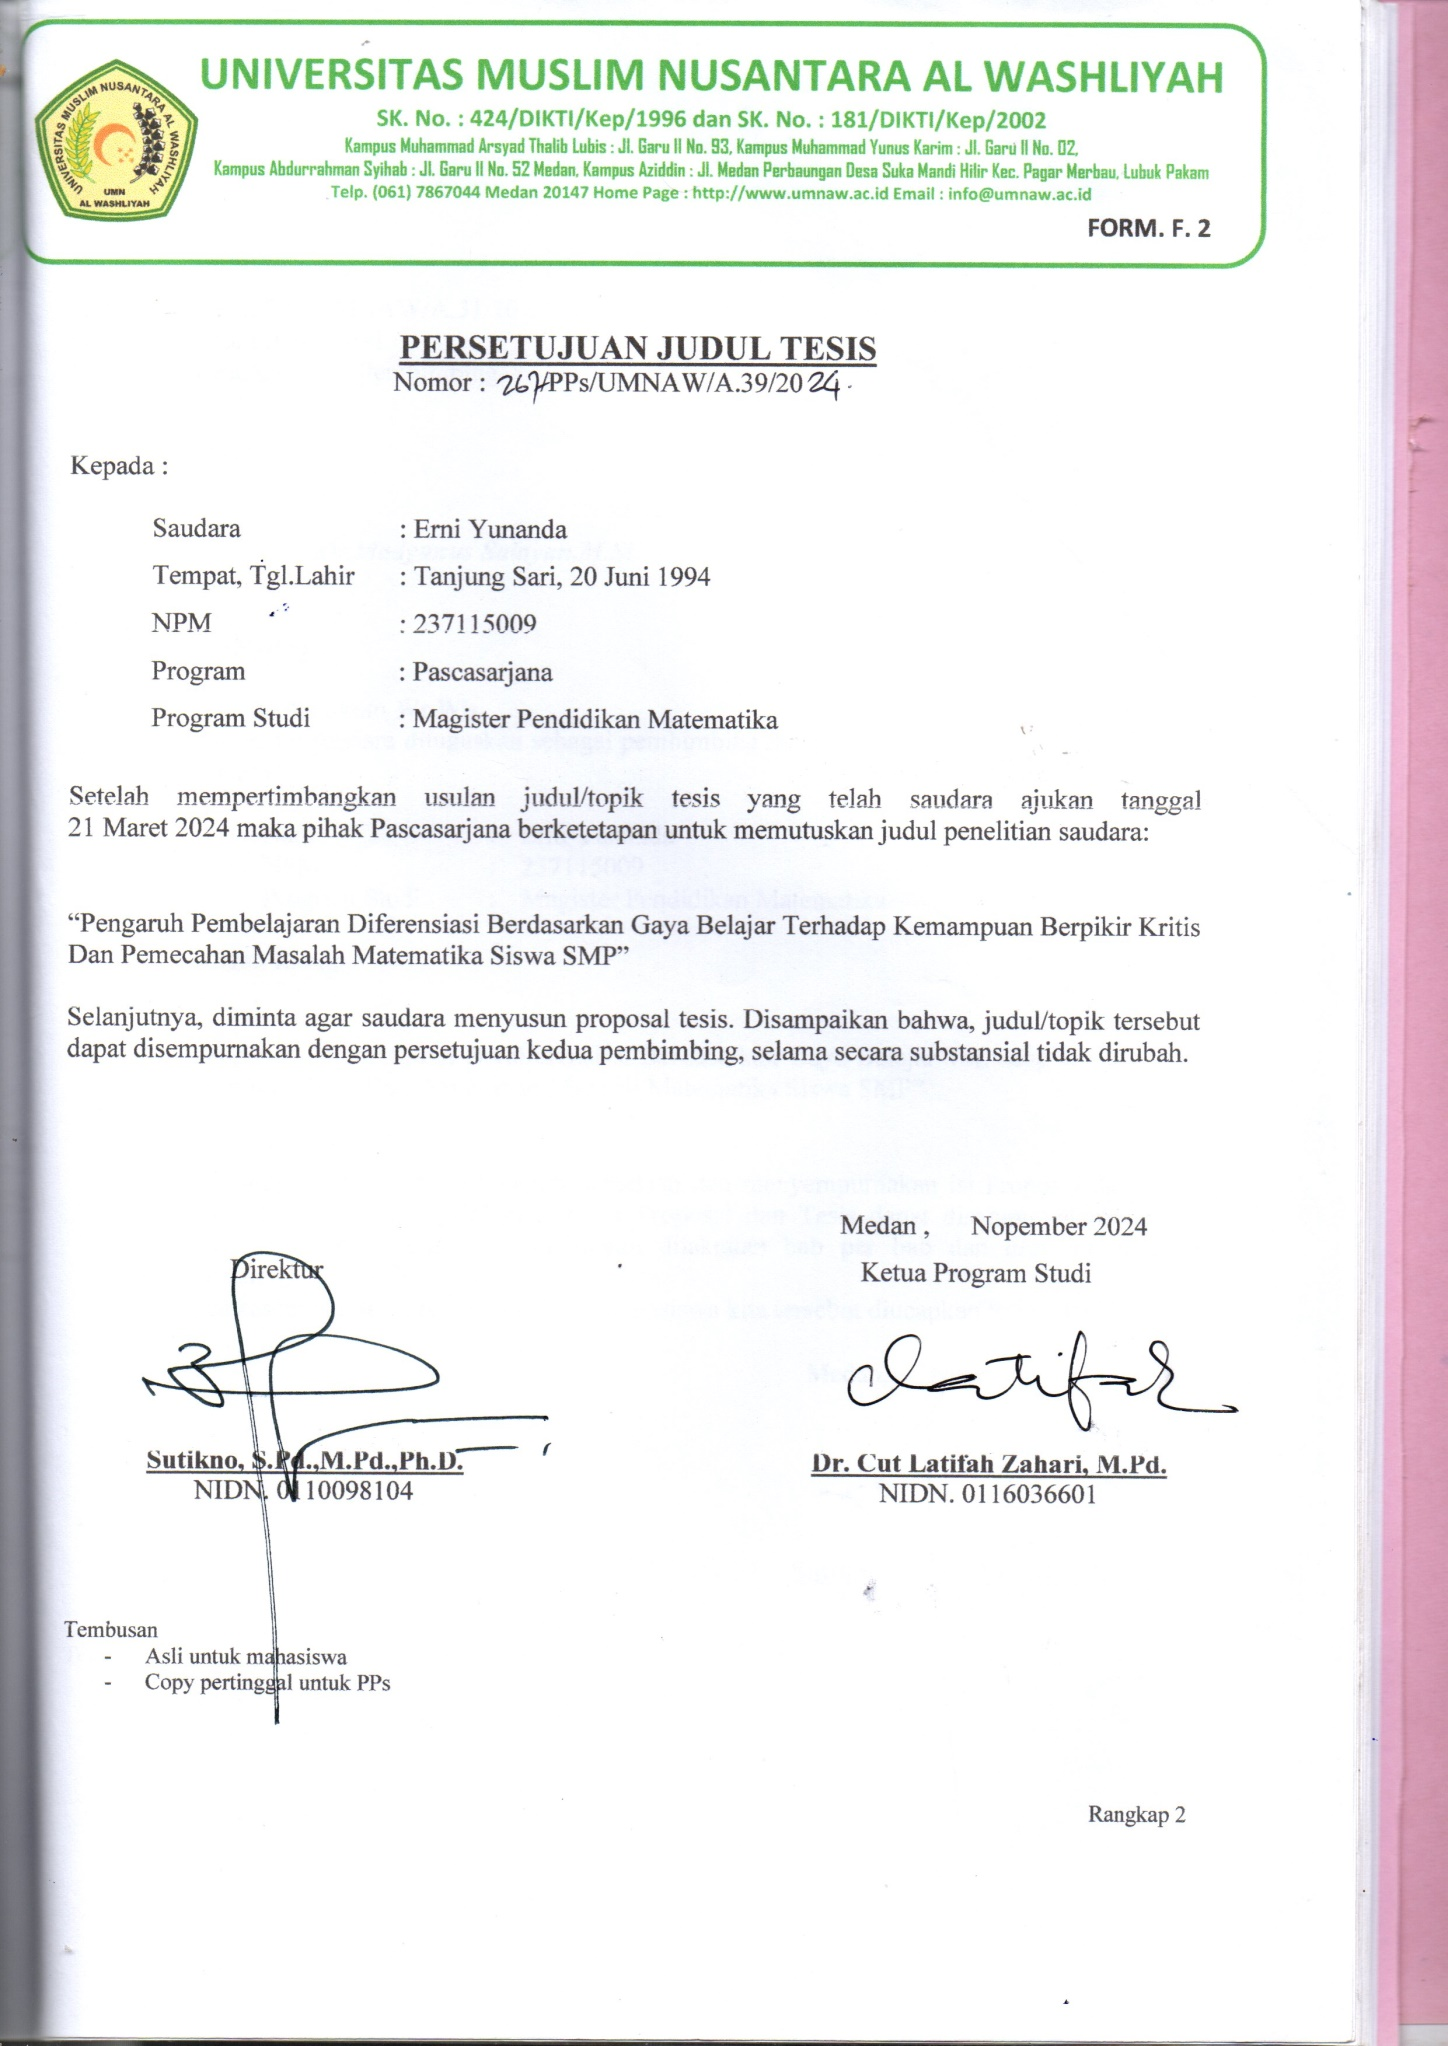 UNIVERSITAS MUSLIM NUSANTARA AL WASHLIYAH
UMN
AL WASHLIYAH
UNIVERSITAS MUSLIM NUSANTARA AL WASHLIYAH
SK. No. : 424/DIKTI/Kep/1996 dan SK. No. : 181/DIKTI/Kep/2002
Kampus Muhammad Arsyad Thalib Lubis : Jl. Garu II No. 93, Kampus Muhammad Yunus Karim : Jl. Garu II No. 02,
Kampus Abdurrahman Syihab : Jl. Garu II No. 52 Medan, Kampus Aziddin : Jl. Medan Perbaungan Desa Suka Mandi Hilir Kec. Pagar Merbau, Lubuk Pakam
Telp. (061) 7867044 Medan 20147 Home Page : http://www.umnaw.ac.id Email : info@umnaw.ac.id
FORM. F. 2
PERSETUJUAN JUDUL TESIS
Nomor : 267/PPs/UMNAW/A.39/2024.
Kepada :
Saudara : Erni Yunanda
Tempat, Tgl.Lahir : Tanjung Sari, 20 Juni 1994
NPM : 237115009
Program : Pascasarjana
Program Studi : Magister Pendidikan Matematika
Setelah mempertimbangkan usulan judul/topik tesis yang telah saudara ajukan tanggal
21 Maret 2024 maka pihak Pascasarjana berketetapan untuk memutuskan judul penelitian saudara:
“Pengaruh Pembelajaran Diferensiasi Berdasarkan Gaya Belajar Terhadap Kemampuan Berpikir Kritis
Dan Pemecahan Masalah Matematika Siswa SMP”
Selanjutnya, diminta agar saudara menyusun proposal tesis. Disampaikan bahwa, judul/topik tersebut
dapat disempurnakan dengan persetujuan kedua pembimbing, selama secara substansial tidak dirubah.
Medan , Nopember 2024
Direktur
Ketua Program Studi
Sutikno, S.Pd.,M.Pd.,Ph.D.
NIDN. 0110098104
Dr. Cut Latifah Zahari, M.Pd.
NIDN. 0116036601
Tembusan
- Asli untuk mahasiswa
- Copy pertinggal untuk PPs
Rangkap 2